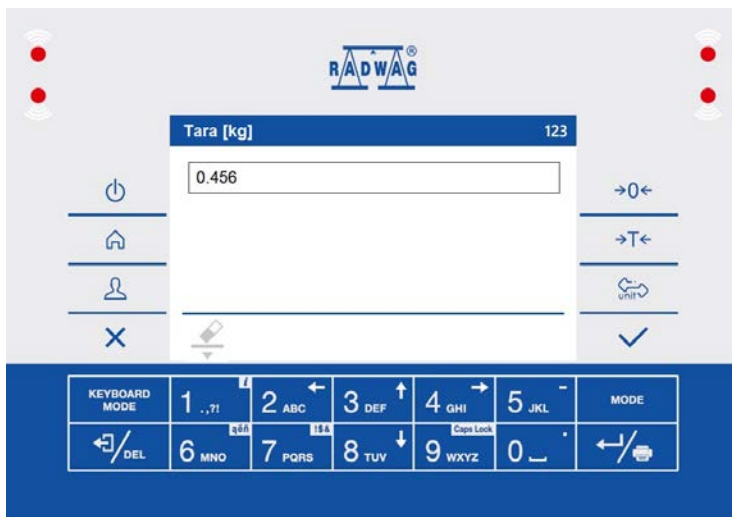 RADWAG®
Tara [kg] 123
0.456
→0←
→T←
unit
KEYBOARD MODE
1 .,?! i
2 ABC ←
3 DEF ↑
4 GHI →
5 JKL -
MODE
/DEL
6 MNO ąéñ
7 PQRS !$&
8 TUV ↓
9 WXYZ Caps Lock
0 .